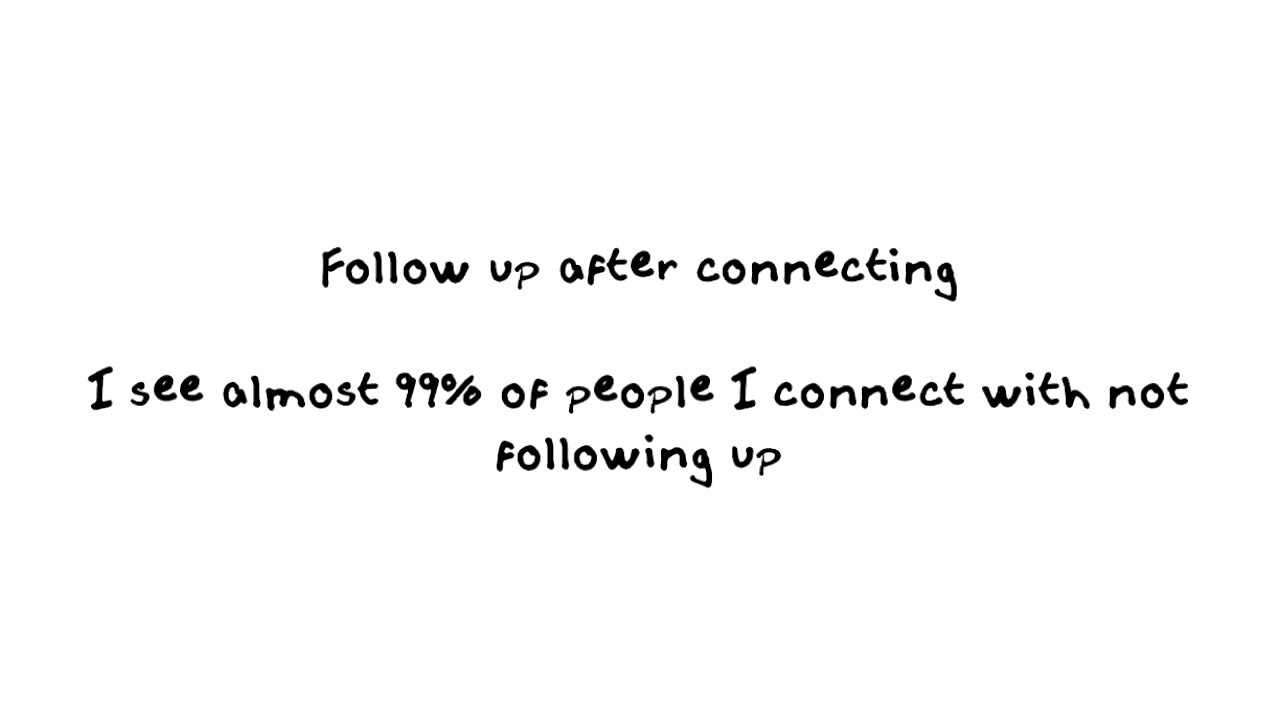 Follow up after connecting
I see almost 99% of people I connect with not
following up